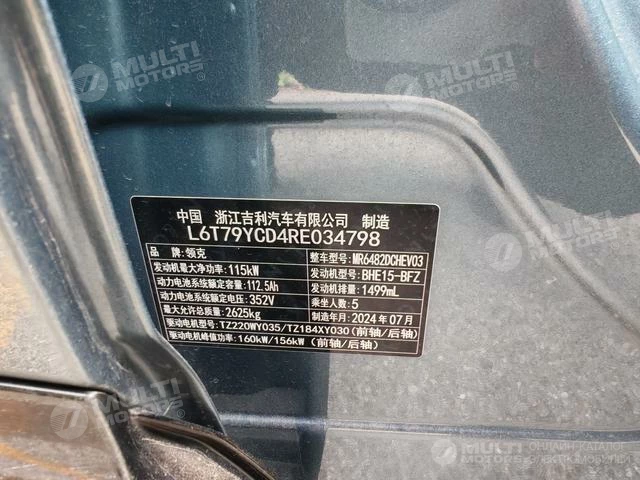 MULTI
MOTORS
MULTI
MOTORS
中国 浙江吉利汽车有限公司 制造
L6T79YCD4RE034798
品牌:领克 整车型号:MR6482DCHEV03
发动机最大净功率:115kW 发动机型号:BHE15-BFZ
动力电池系统额定容量:112.5Ah 发动机排量:1499mL
动力电池系统额定电压:352V 乘坐人数:5
最大允许总质量:2625kg 制造年月:2024年07月
驱动电机型号:TZ220WY035/TZ184XY030(前轴/后轴)
驱动电机峰值功率:160kW/156kW(前轴/后轴)
MULTI
MOTORS
MULTI
MOTORS